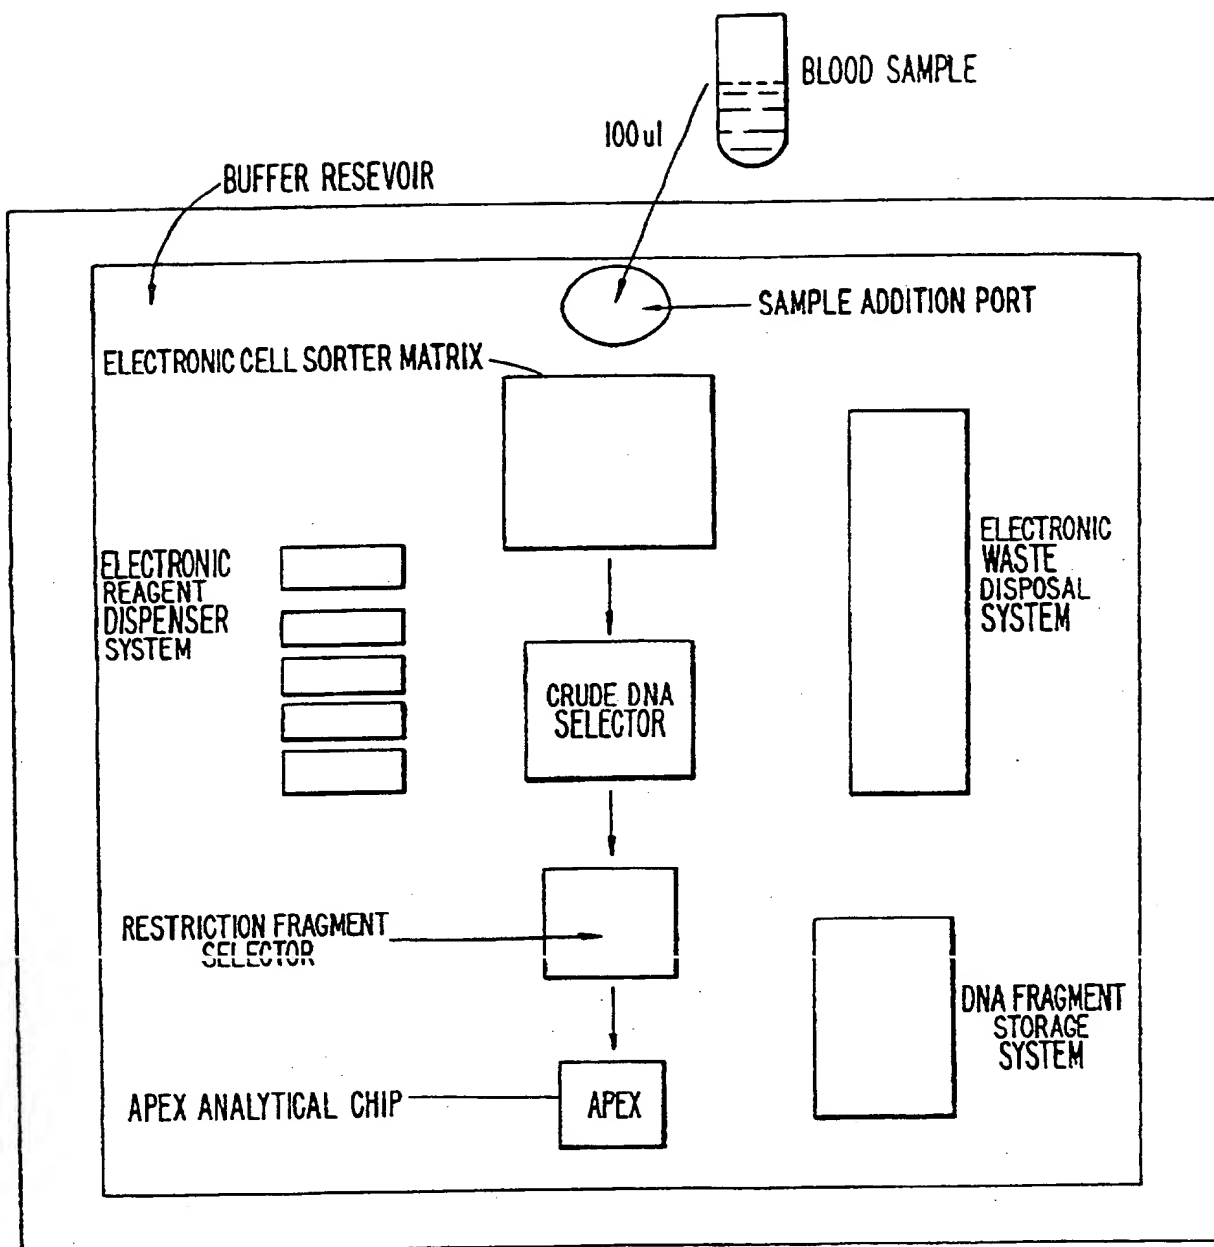 BLOOD SAMPLE
100ul
BUFFER RESEVOIR
SAMPLE ADDITION PORT
ELECTRONIC CELL SORTER MATRIX
ELECTRONIC
REAGENT
DISPENSER
SYSTEM
ELECTRONIC
WASTE
DISPOSAL
SYSTEM
CRUDE DNA
SELECTOR
RESTRICTION FRAGMENT
SELECTOR
DNA FRAGMENT
STORAGE
SYSTEM
APEX ANALYTICAL CHIP
APEX